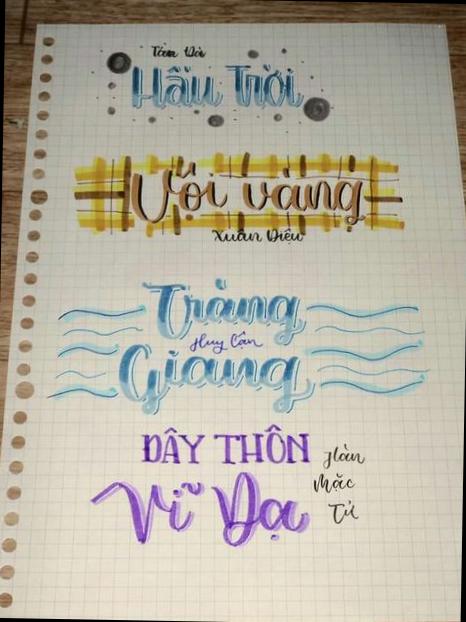 Tản Đà
Hầu Trời
Vội vàng
Xuân Diệu
Tràng
Huy Cận
Giang
ĐÂY THÔN
Vĩ Dạ
Hàn
Mặc
Tử